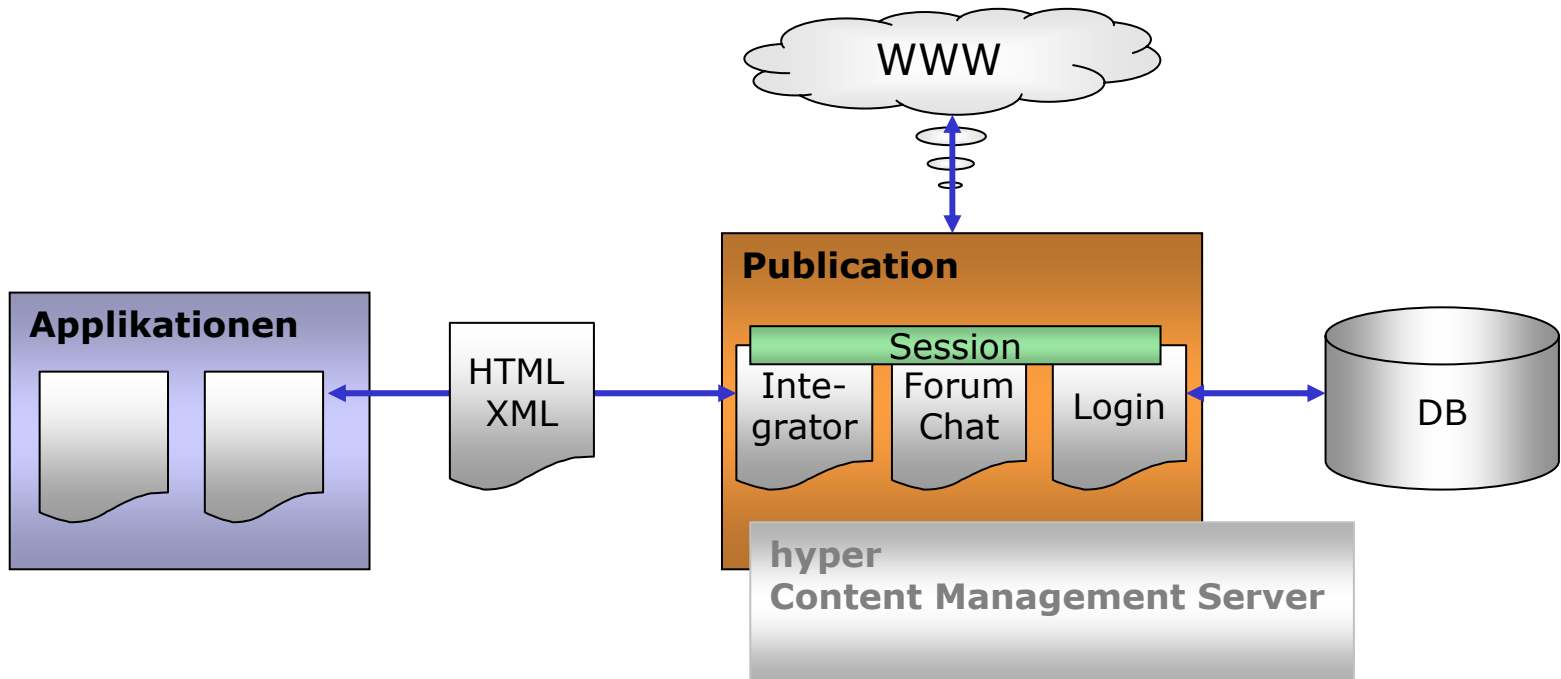 WWW
Publication
Applikationen
HTML
XML
Session
Inte-
grator
Forum
Chat
Login
DB
hyper
Content Management Server